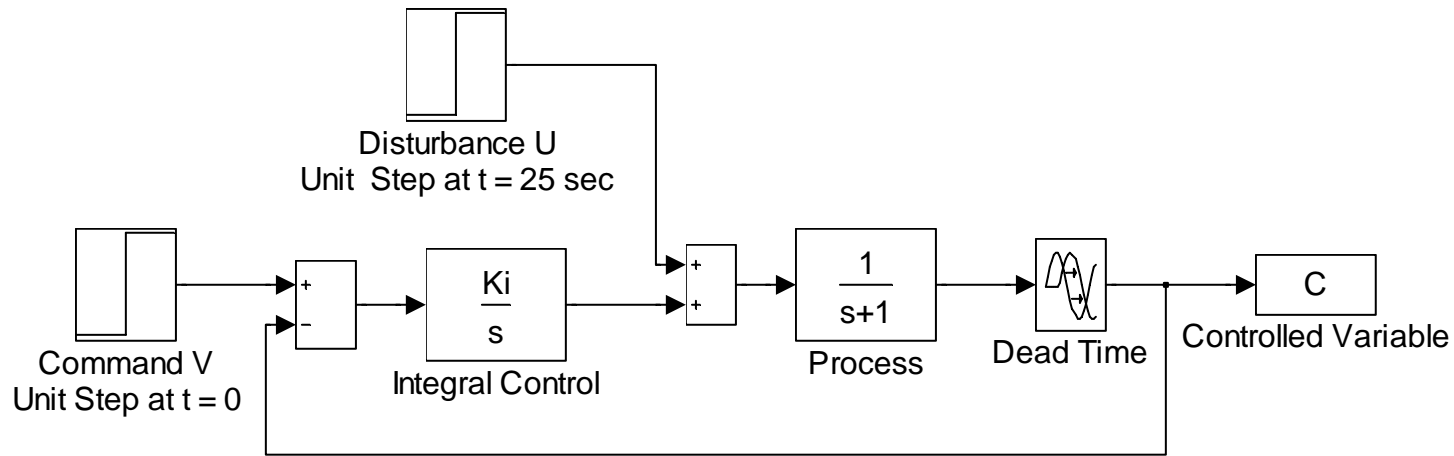 Disturbance U
Unit Step at t = 25 sec
Command V
Unit Step at t = 0
+
−
Ki
s
Integral Control
+
+
1
s+1
Process
Dead Time
C
Controlled Variable